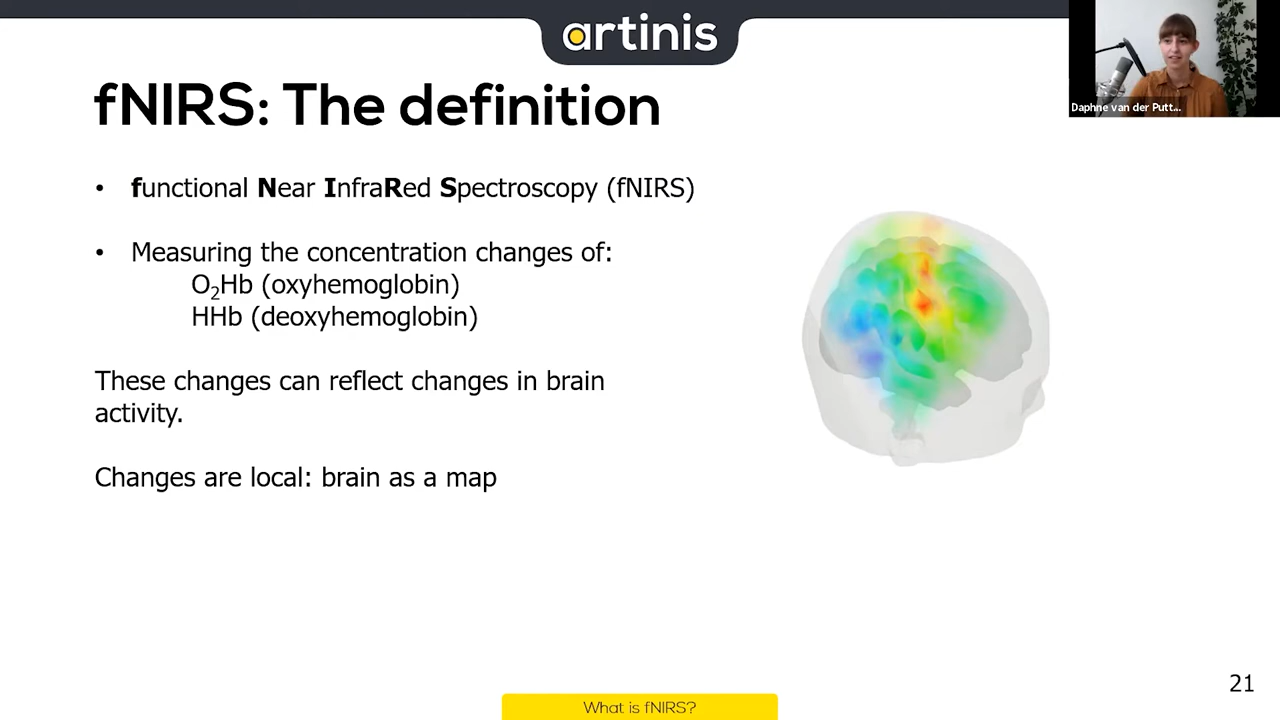 artinis
Daphne van der Putt...
fNIRS: The definition
• functional Near InfraRed Spectroscopy (fNIRS)
• Measuring the concentration changes of:
O₂Hb (oxyhemoglobin)
HHb (deoxyhemoglobin)
These changes can reflect changes in brain
activity.
Changes are local: brain as a map
21
What is fNIRS?